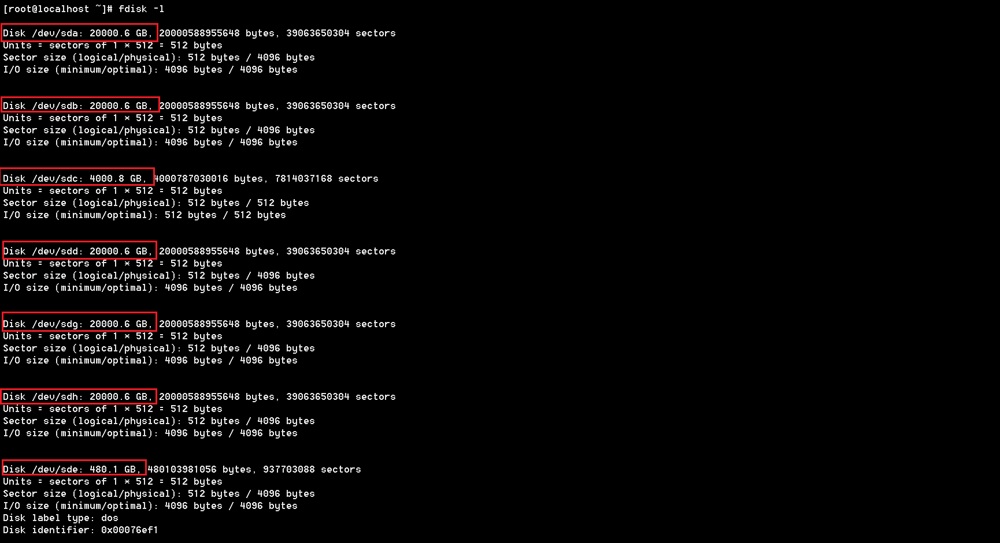 [root@localhost ~]# fdisk -l
Disk /dev/sda: 20000.6 GB, 20000588955648 bytes, 39063650304 sectors
Units = sectors of 1 * 512 = 512 bytes
Sector size (logical/physical): 512 bytes / 4096 bytes
I/O size (minimum/optimal): 4096 bytes / 4096 bytes
Disk /dev/sdb: 20000.6 GB, 20000588955648 bytes, 39063650304 sectors
Units = sectors of 1 * 512 = 512 bytes
Sector size (logical/physical): 512 bytes / 4096 bytes
I/O size (minimum/optimal): 4096 bytes / 4096 bytes
Disk /dev/sdc: 4000.8 GB, 4000787030016 bytes, 7814037168 sectors
Units = sectors of 1 * 512 = 512 bytes
Sector size (logical/physical): 512 bytes / 512 bytes
I/O size (minimum/optimal): 512 bytes / 512 bytes
Disk /dev/sdd: 20000.6 GB, 20000588955648 bytes, 39063650304 sectors
Units = sectors of 1 * 512 = 512 bytes
Sector size (logical/physical): 512 bytes / 4096 bytes
I/O size (minimum/optimal): 4096 bytes / 4096 bytes
Disk /dev/sdg: 20000.6 GB, 20000588955648 bytes, 39063650304 sectors
Units = sectors of 1 * 512 = 512 bytes
Sector size (logical/physical): 512 bytes / 4096 bytes
I/O size (minimum/optimal): 4096 bytes / 4096 bytes
Disk /dev/sdh: 20000.6 GB, 20000588955648 bytes, 39063650304 sectors
Units = sectors of 1 * 512 = 512 bytes
Sector size (logical/physical): 512 bytes / 4096 bytes
I/O size (minimum/optimal): 4096 bytes / 4096 bytes
Disk /dev/sde: 480.1 GB, 480103981056 bytes, 937703088 sectors
Units = sectors of 1 * 512 = 512 bytes
Sector size (logical/physical): 512 bytes / 4096 bytes
I/O size (minimum/optimal): 4096 bytes / 4096 bytes
Disk label type: dos
Disk identifier: 0x00076ef1